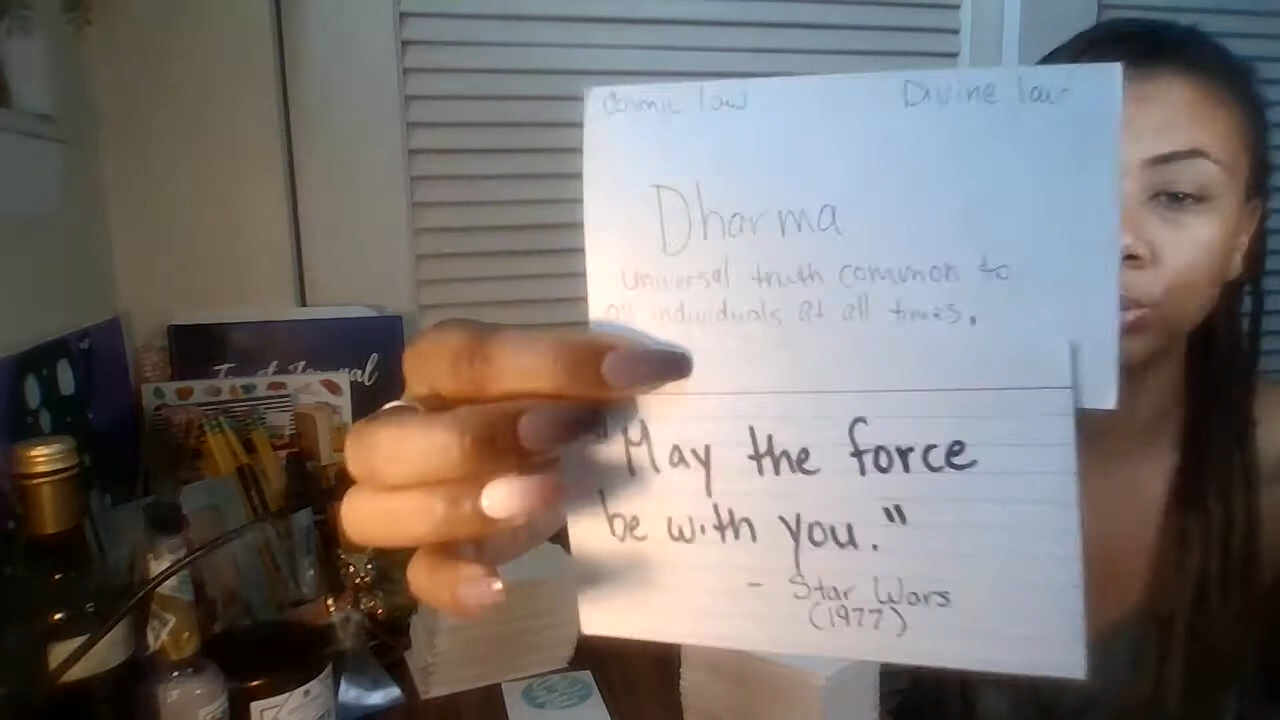 Cosmic law
Divine law
Dharma
universal truth common to
all individuals at all times.
"May the force
be with you."
- Star Wars
(1977)
Journal